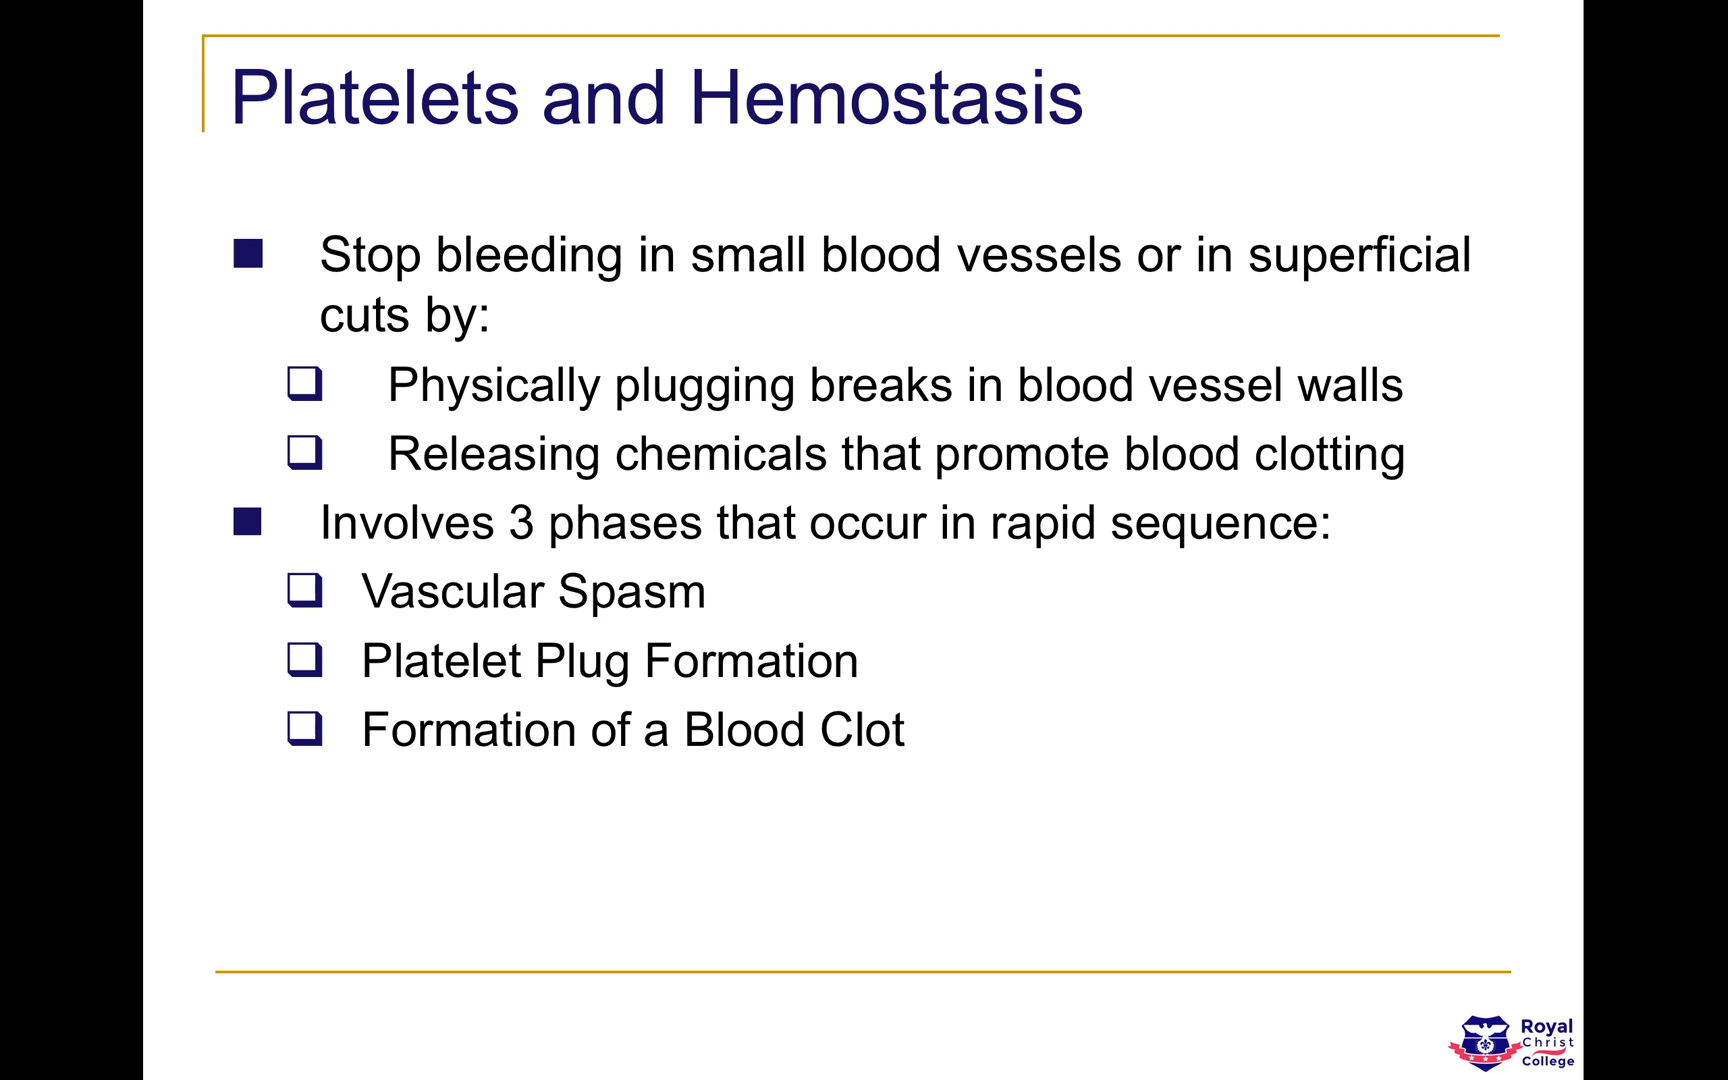 Platelets and Hemostasis
Stop bleeding in small blood vessels or in superficial
cuts by:
Physically plugging breaks in blood vessel walls
Releasing chemicals that promote blood clotting
Involves 3 phases that occur in rapid sequence:
Vascular Spasm
Platelet Plug Formation
Formation of a Blood Clot
Royal
Christ
College